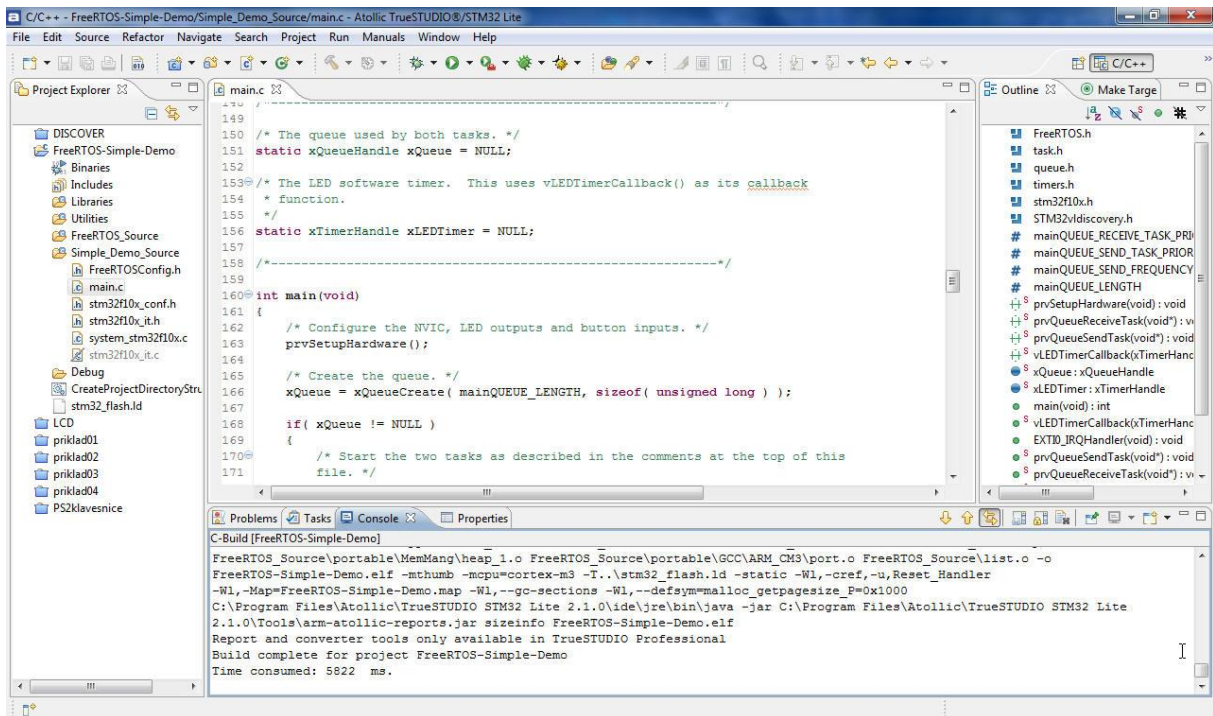 C/C++ - FreeRTOS-Simple-Demo/Simple_Demo_Source/main.c - Atollic TrueSTUDIO®/STM32 Lite
File Edit Source Refactor Navigate Search Project Run Manuals Window Help
C/C++
Project Explorer
DISCOVER
FreeRTOS-Simple-Demo
Binaries
Includes
Libraries
Utilities
FreeRTOS_Source
Simple_Demo_Source
FreeRTOSConfig.h
main.c
stm32f10x_conf.h
stm32f10x_it.h
system_stm32f10x.c
stm32f10x_it.c
Debug
CreateProjectDirectoryStru
stm32_flash.ld
LCD
priklad01
priklad02
priklad03
priklad04
PS2klavesnice
main.c
149
150 /* The queue used by both tasks. */
151 static xQueueHandle xQueue = NULL;
152
153 /* The LED software timer.  This uses vLEDTimerCallback() as its callback
154  * function.
155  */
156 static xTimerHandle xLEDTimer = NULL;
157
158 /*-----------------------------------------------------------*/
159
160 int main(void)
161 {
162     /* Configure the NVIC, LED outputs and button inputs. */
163     prvSetupHardware();
164
165     /* Create the queue. */
166     xQueue = xQueueCreate( mainQUEUE_LENGTH, sizeof( unsigned long ) );
167
168     if( xQueue != NULL )
169     {
170         /* Start the two tasks as described in the comments at the top of this
171         file. */
Outline Make Targe
FreeRTOS.h
task.h
queue.h
timers.h
stm32f10x.h
STM32vldiscovery.h
mainQUEUE_RECEIVE_TASK_PRI
mainQUEUE_SEND_TASK_PRIOR
mainQUEUE_SEND_FREQUENCY
mainQUEUE_LENGTH
prvSetupHardware(void) : void
prvQueueReceiveTask(void*) : v
prvQueueSendTask(void*) : void
vLEDTimerCallback(xTimerHanc
xQueue : xQueueHandle
xLEDTimer : xTimerHandle
main(void) : int
vLEDTimerCallback(xTimerHanc
EXTI0_IRQHandler(void) : void
prvQueueSendTask(void*) : void
prvQueueReceiveTask(void*) : v
Problems Tasks Console Properties
C-Build [FreeRTOS-Simple-Demo]
FreeRTOS_Source\portable\MemMang\heap_1.o FreeRTOS_Source\portable\GCC\ARM_CM3\port.o FreeRTOS_Source\list.o -o
FreeRTOS-Simple-Demo.elf -mthumb -mcpu=cortex-m3 -T..\stm32_flash.ld -static -Wl,-cref,-u,Reset_Handler
-Wl,-Map=FreeRTOS-Simple-Demo.map -Wl,--gc-sections -Wl,--defsym=malloc_getpagesize_P=0x1000
C:\Program Files\Atollic\TrueSTUDIO STM32 Lite 2.1.0\ide\jre\bin\java -jar C:\Program Files\Atollic\TrueSTUDIO STM32 Lite
2.1.0\Tools\arm-atollic-reports.jar sizeinfo FreeRTOS-Simple-Demo.elf
Report and converter tools only available in TrueSTUDIO Professional
Build complete for project FreeRTOS-Simple-Demo
Time consumed: 5822  ms.